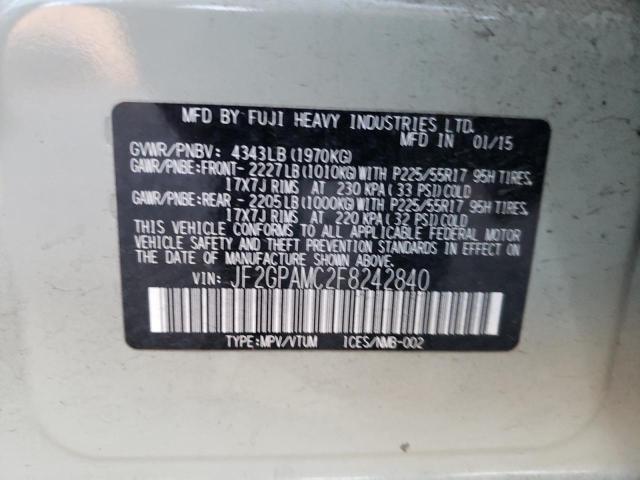 MFD BY FUJI HEAVY INDUSTRIES LTD.
MFD IN 01/15
GVWR/PNBV: 4343LB(1970KG)
GAWR/PNBE:FRONT-2227LB(1010KG)WITH P225/55R17 95H TIRES,
17X7J RIMS AT 230 KPA(33 PSI)COLD
GAWR/PNBE:REAR -2205LB(1000KG)WITH P225/55R17 95H TIRES,
17X7J RIMS AT 220 KPA(32 PSI)COLD
THIS VEHICLE CONFORMS TO ALL APPLICABLE FEDERAL MOTOR
VEHICLE SAFETY AND THEFT PREVENTION STANDARDS IN EFFECT ON
THE DATE OF MANUFACTURE SHOWN ABOVE.
VIN: JF2GPAMC2F8242840
TYPE:MPV/VTUM ICES/NMB-002